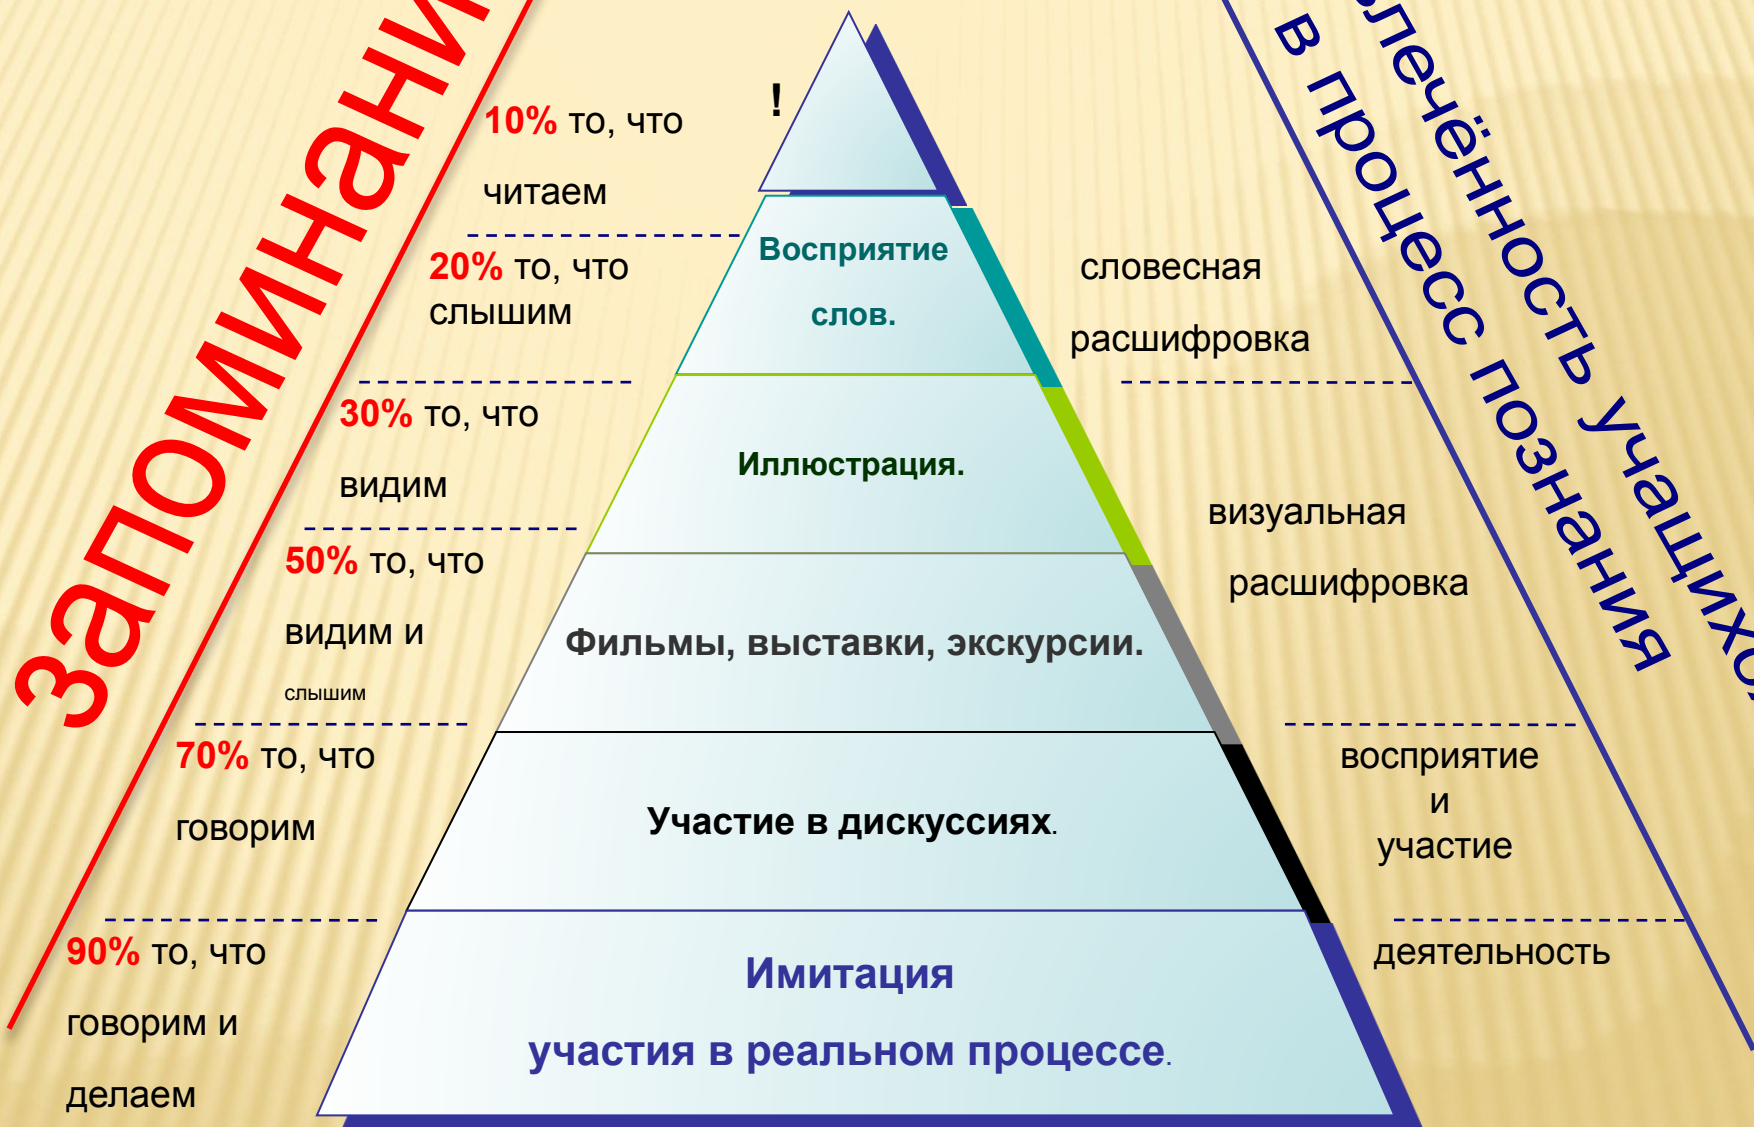 запоминани
10% то, что
читаем
20% то, что
слышим
30% то, что
видим
50% то, что
видим и
слышим
70% то, что
говорим
90% то, что
говорим и
делаем
!
Восприятие
слов.
Иллюстрация.
Фильмы, выставки, экскурсии.
Участие в дискуссиях.
Имитация
участия в реальном процессе.
словесная
расшифровка
визуальная
расшифровка
восприятие
и
участие
деятельность
влечённость учащихся
в процесс познания